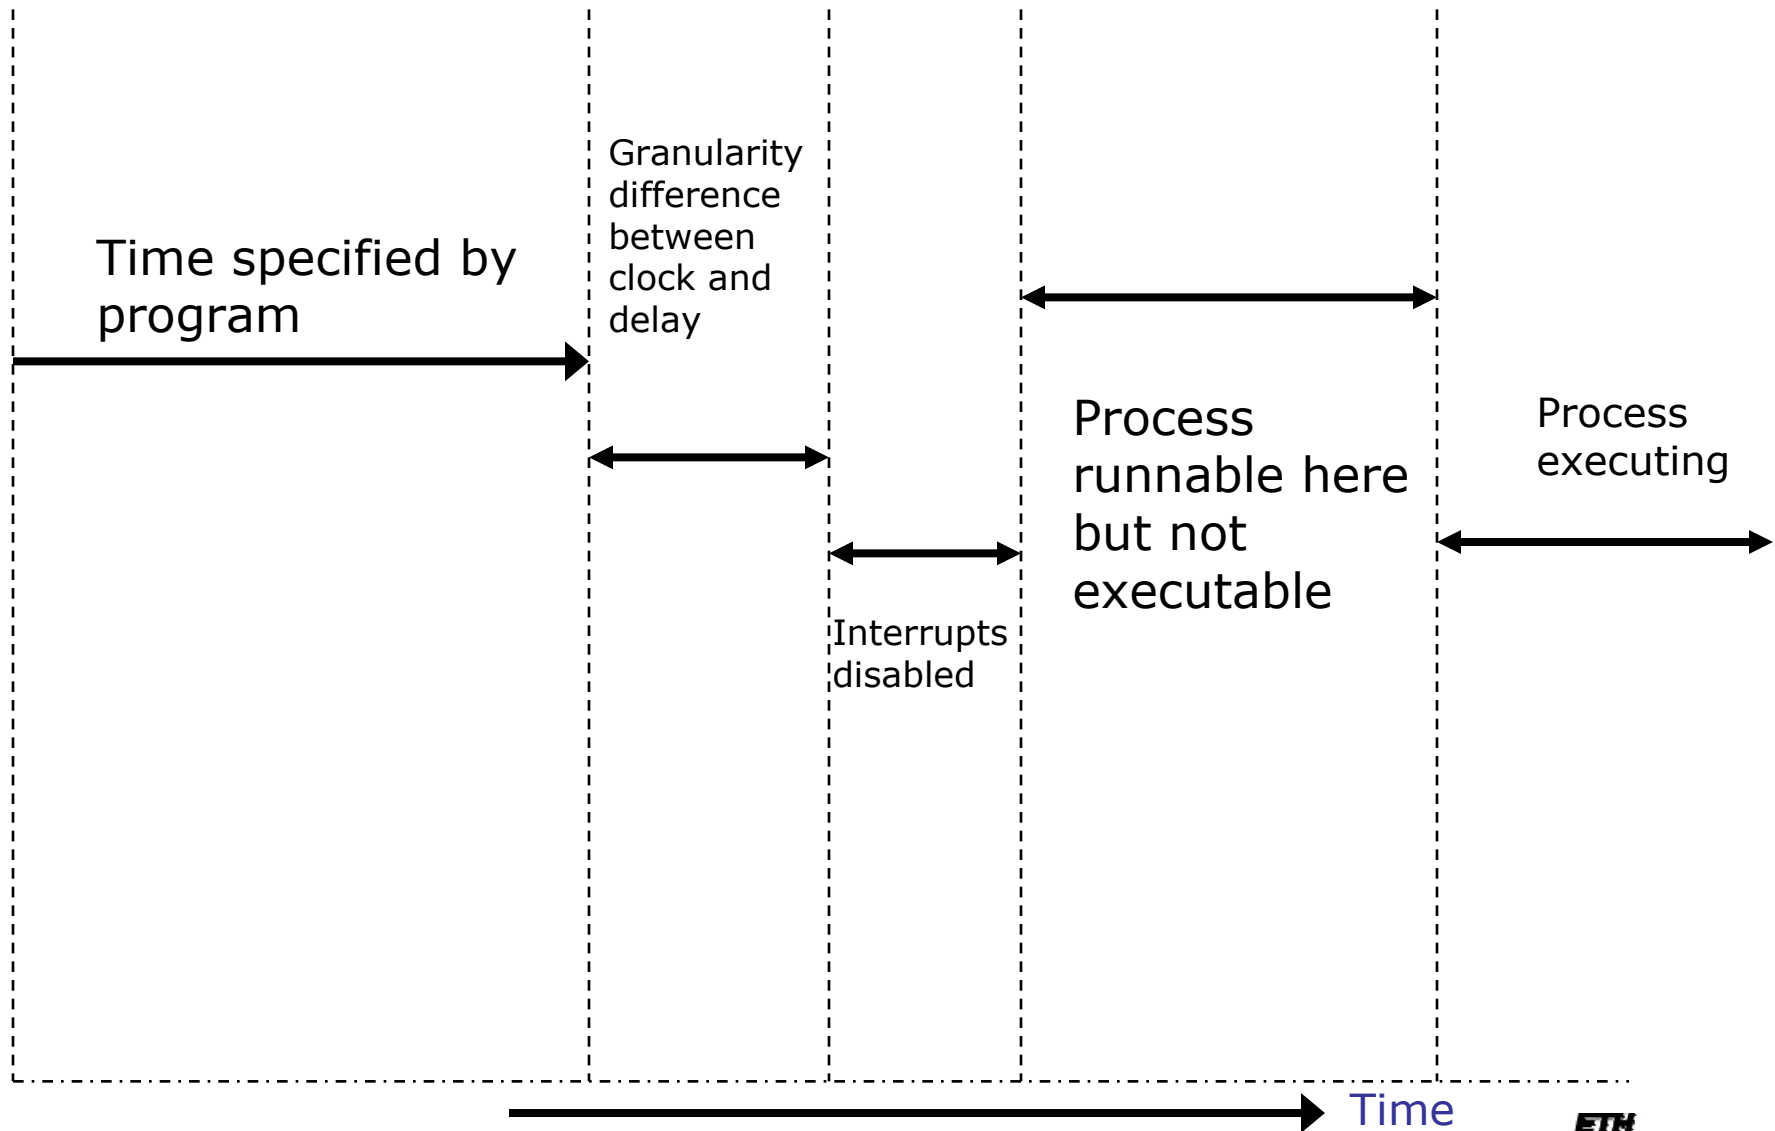 Time specified by
program
Granularity
difference
between
clock and
delay
Interrupts
disabled
Process
runnable here
but not
executable
Process
executing
Time
ETH